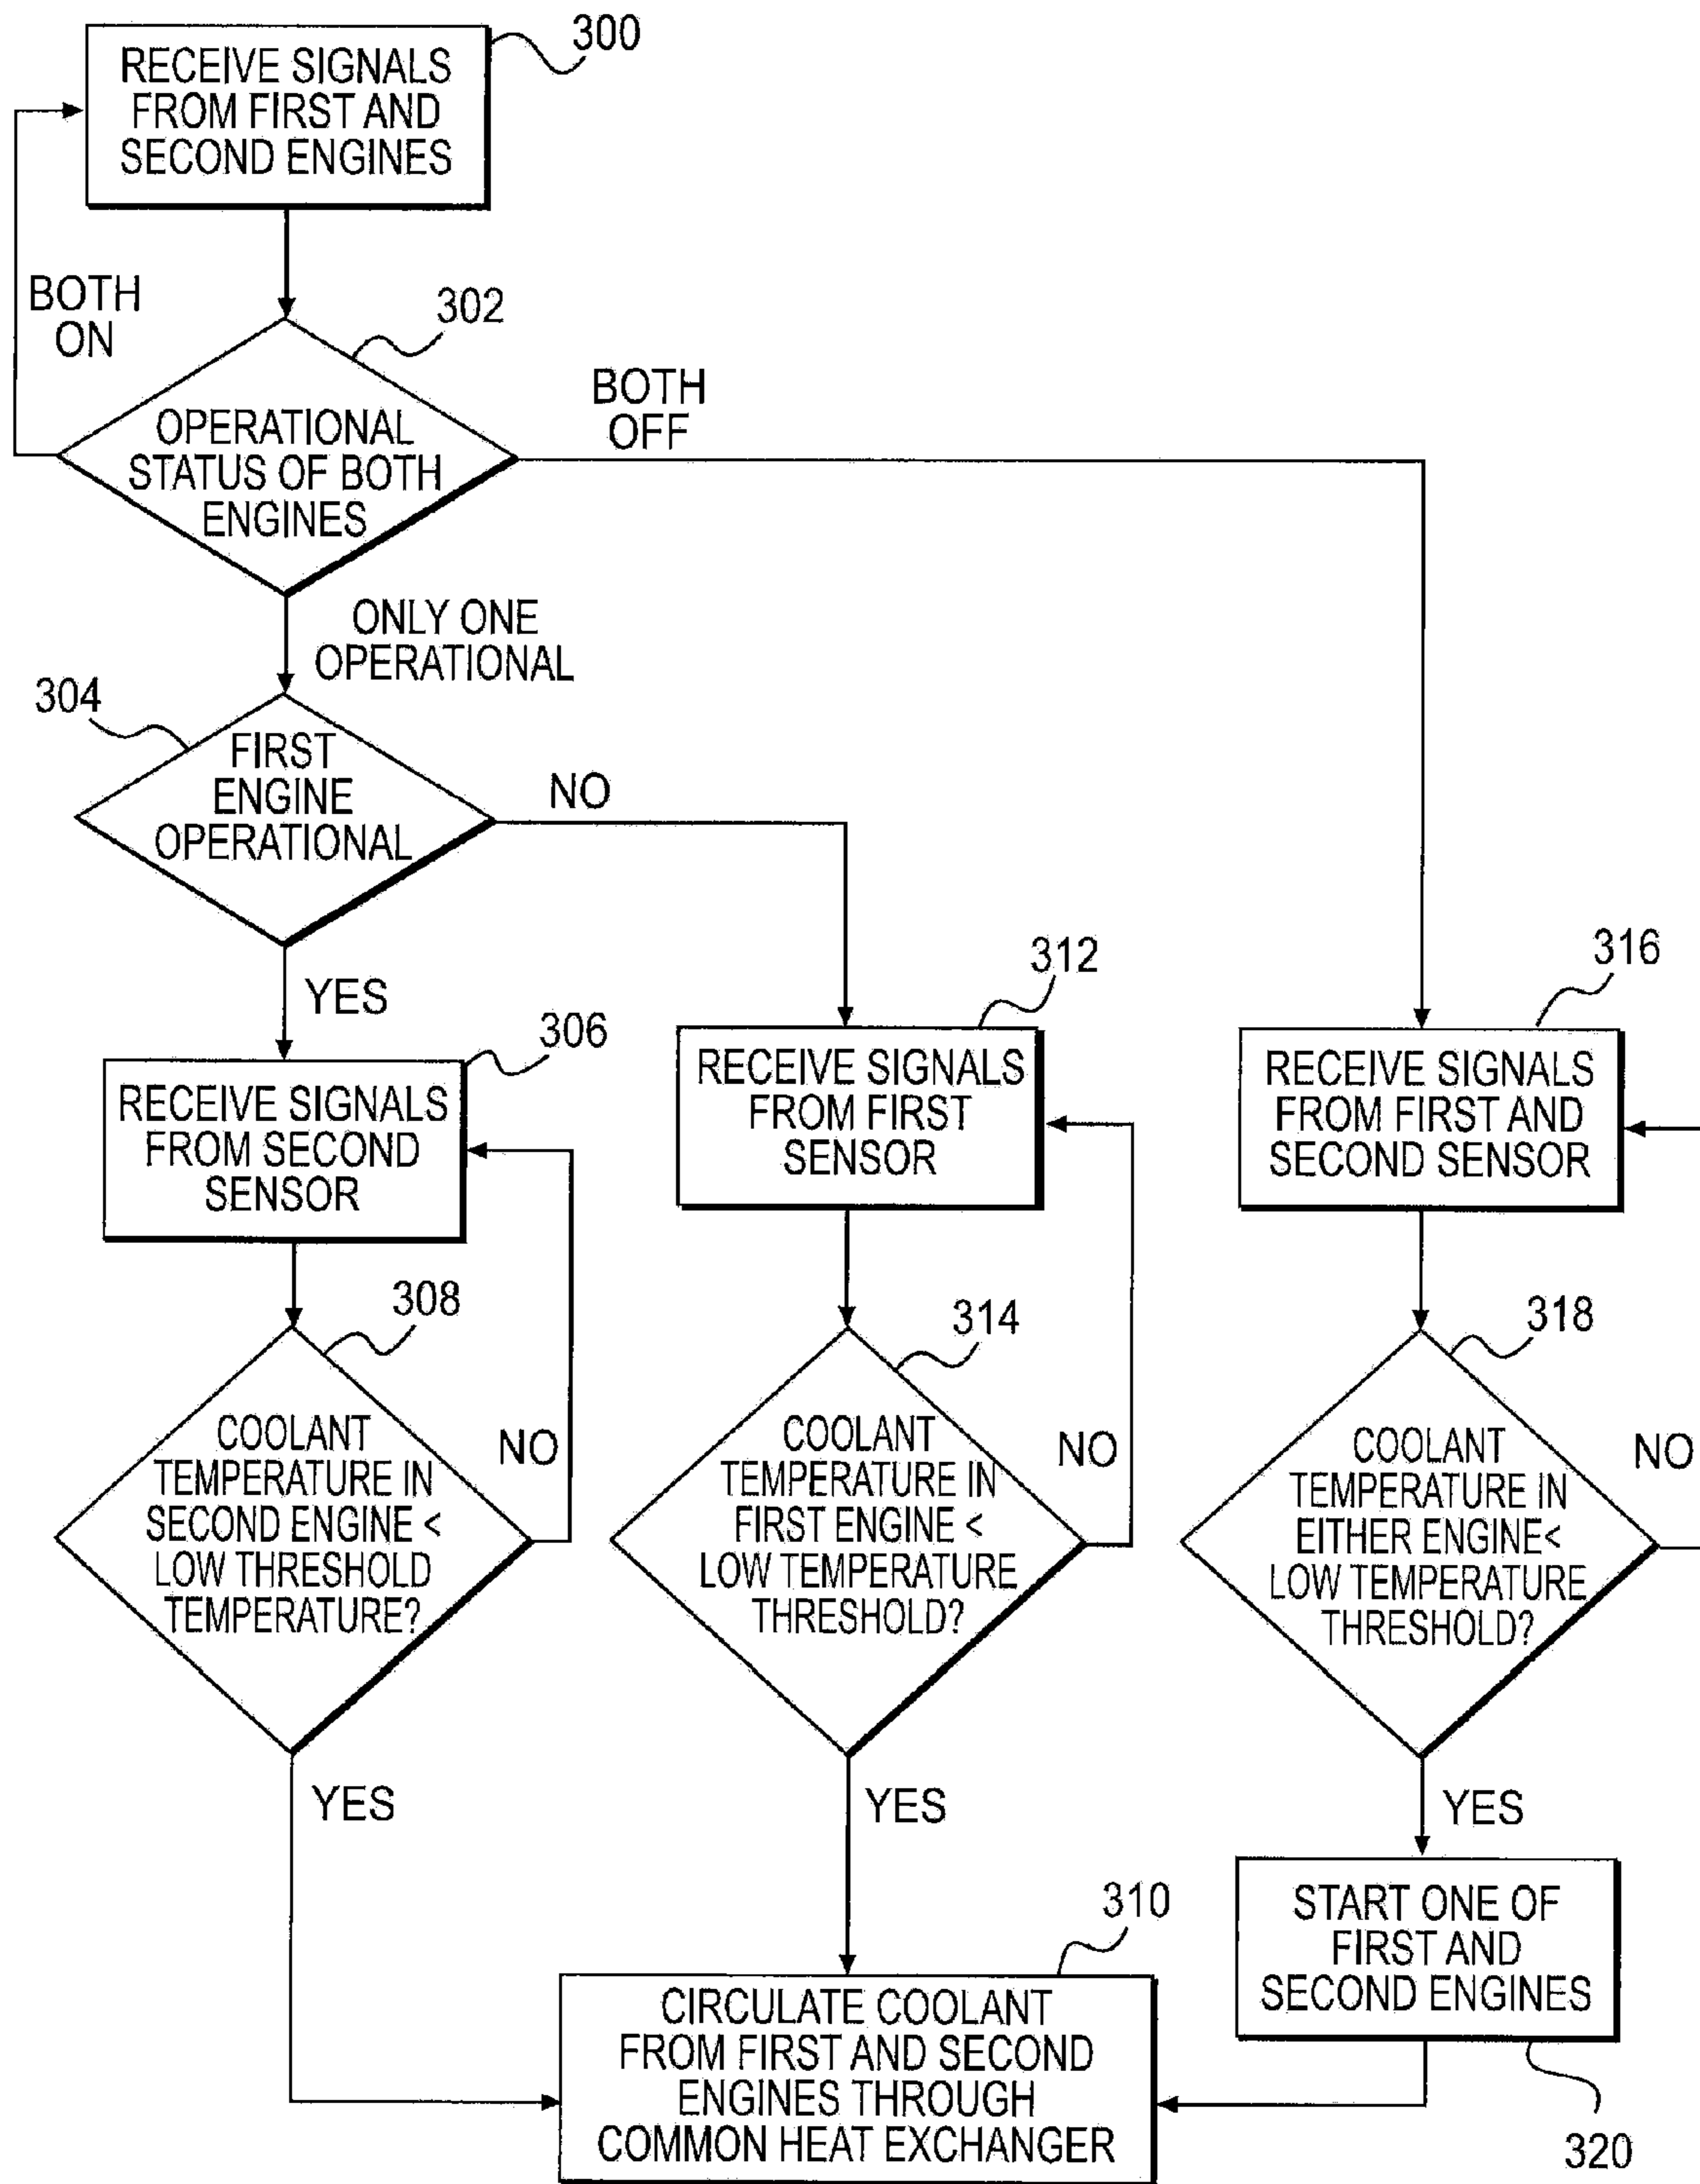 300
RECEIVE SIGNALS
FROM FIRST AND
SECOND ENGINES
BOTH
ON
302
BOTH
OFF
OPERATIONAL
STATUS OF BOTH
ENGINES
ONLY ONE
OPERATIONAL
304
FIRST
ENGINE
OPERATIONAL
NO
YES
306
RECEIVE SIGNALS
FROM SECOND
SENSOR
312
RECEIVE SIGNALS
FROM FIRST
SENSOR
316
RECEIVE SIGNALS
FROM FIRST AND
SECOND SENSOR
308
COOLANT
TEMPERATURE IN
SECOND ENGINE <
LOW THRESHOLD
TEMPERATURE?
NO
YES
314
COOLANT
TEMPERATURE IN
FIRST ENGINE <
LOW TEMPERATURE
THRESHOLD?
NO
YES
318
COOLANT
TEMPERATURE IN
EITHER ENGINE<
LOW TEMPERATURE
THRESHOLD?
NO
YES
310
CIRCULATE COOLANT
FROM FIRST AND SECOND
ENGINES THROUGH
COMMON HEAT EXCHANGER
START ONE OF
FIRST AND
SECOND ENGINES
320